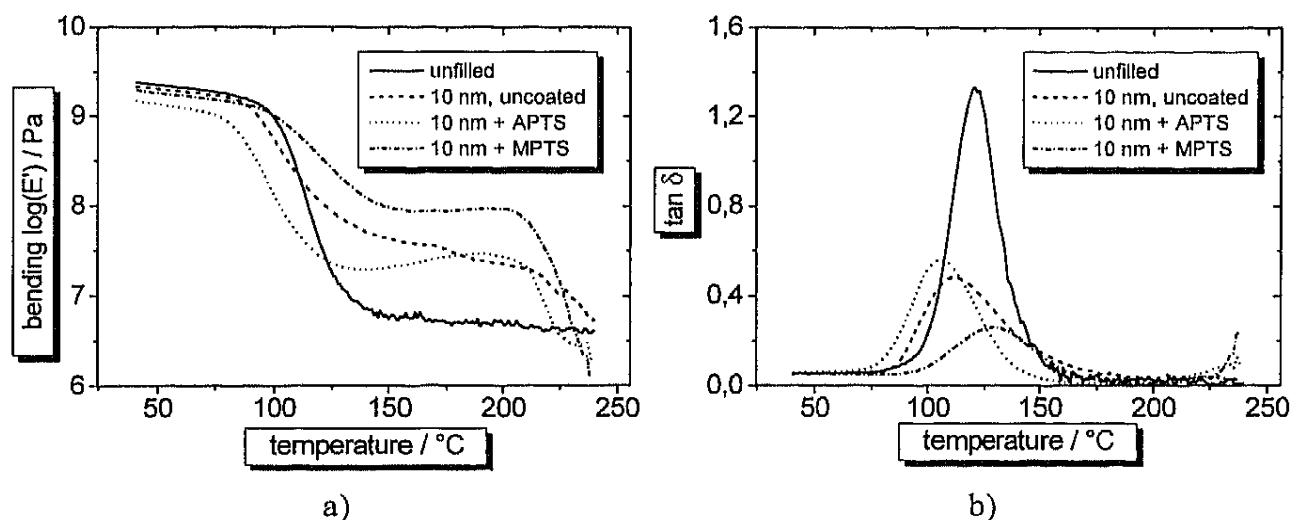 10
9
8
7
6
bending log(E') / Pa
unfilled
10 nm, uncoated
10 nm + APTS
10 nm + MPTS
50
100
150
200
250
temperature / °C
a)
1,6
1,2
0,8
0,4
0,0
tan δ
unfilled
10 nm, uncoated
10 nm + APTS
10 nm + MPTS
50
100
150
200
250
temperature / °C
b)